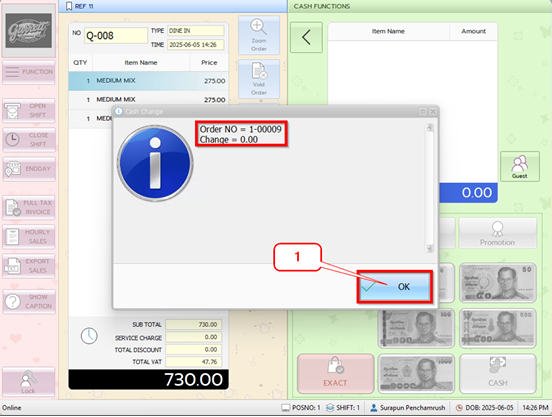 Garrett
REF 11
CASH FUNCTIONS
NO Q-008
TYPE DINE IN
TIME 2025-06-05 14:26
QTY Item Name Price
1 MEDIUM MIX 275.00
1 MEDIUM MIX 275.00
1
Zoom
Order
Void
Order
Item Name Amount
FUNCTION
OPEN
SHIFT
CLOSE
SHIFT
ENDDAY
FULL TAX
INVOICE
HOURLY
SALES
EXPORT
SALES
SHOW
CAPTION
Lock
Cash Change
Order NO = 1-00009
Change = 0.00
1
OK
Guest
0.00
Promotion
50
100
500
1000
SUB TOTAL 730.00
SERVICE CHARGE 0.00
TOTAL DISCOUNT 0.00
TOTAL VAT 47.76
730.00
EXACT
CASH
Online
POSNO: 1
SHIFT: 1
Surapun Penchamrush
DOB: 2025-06-05
14:26 PM